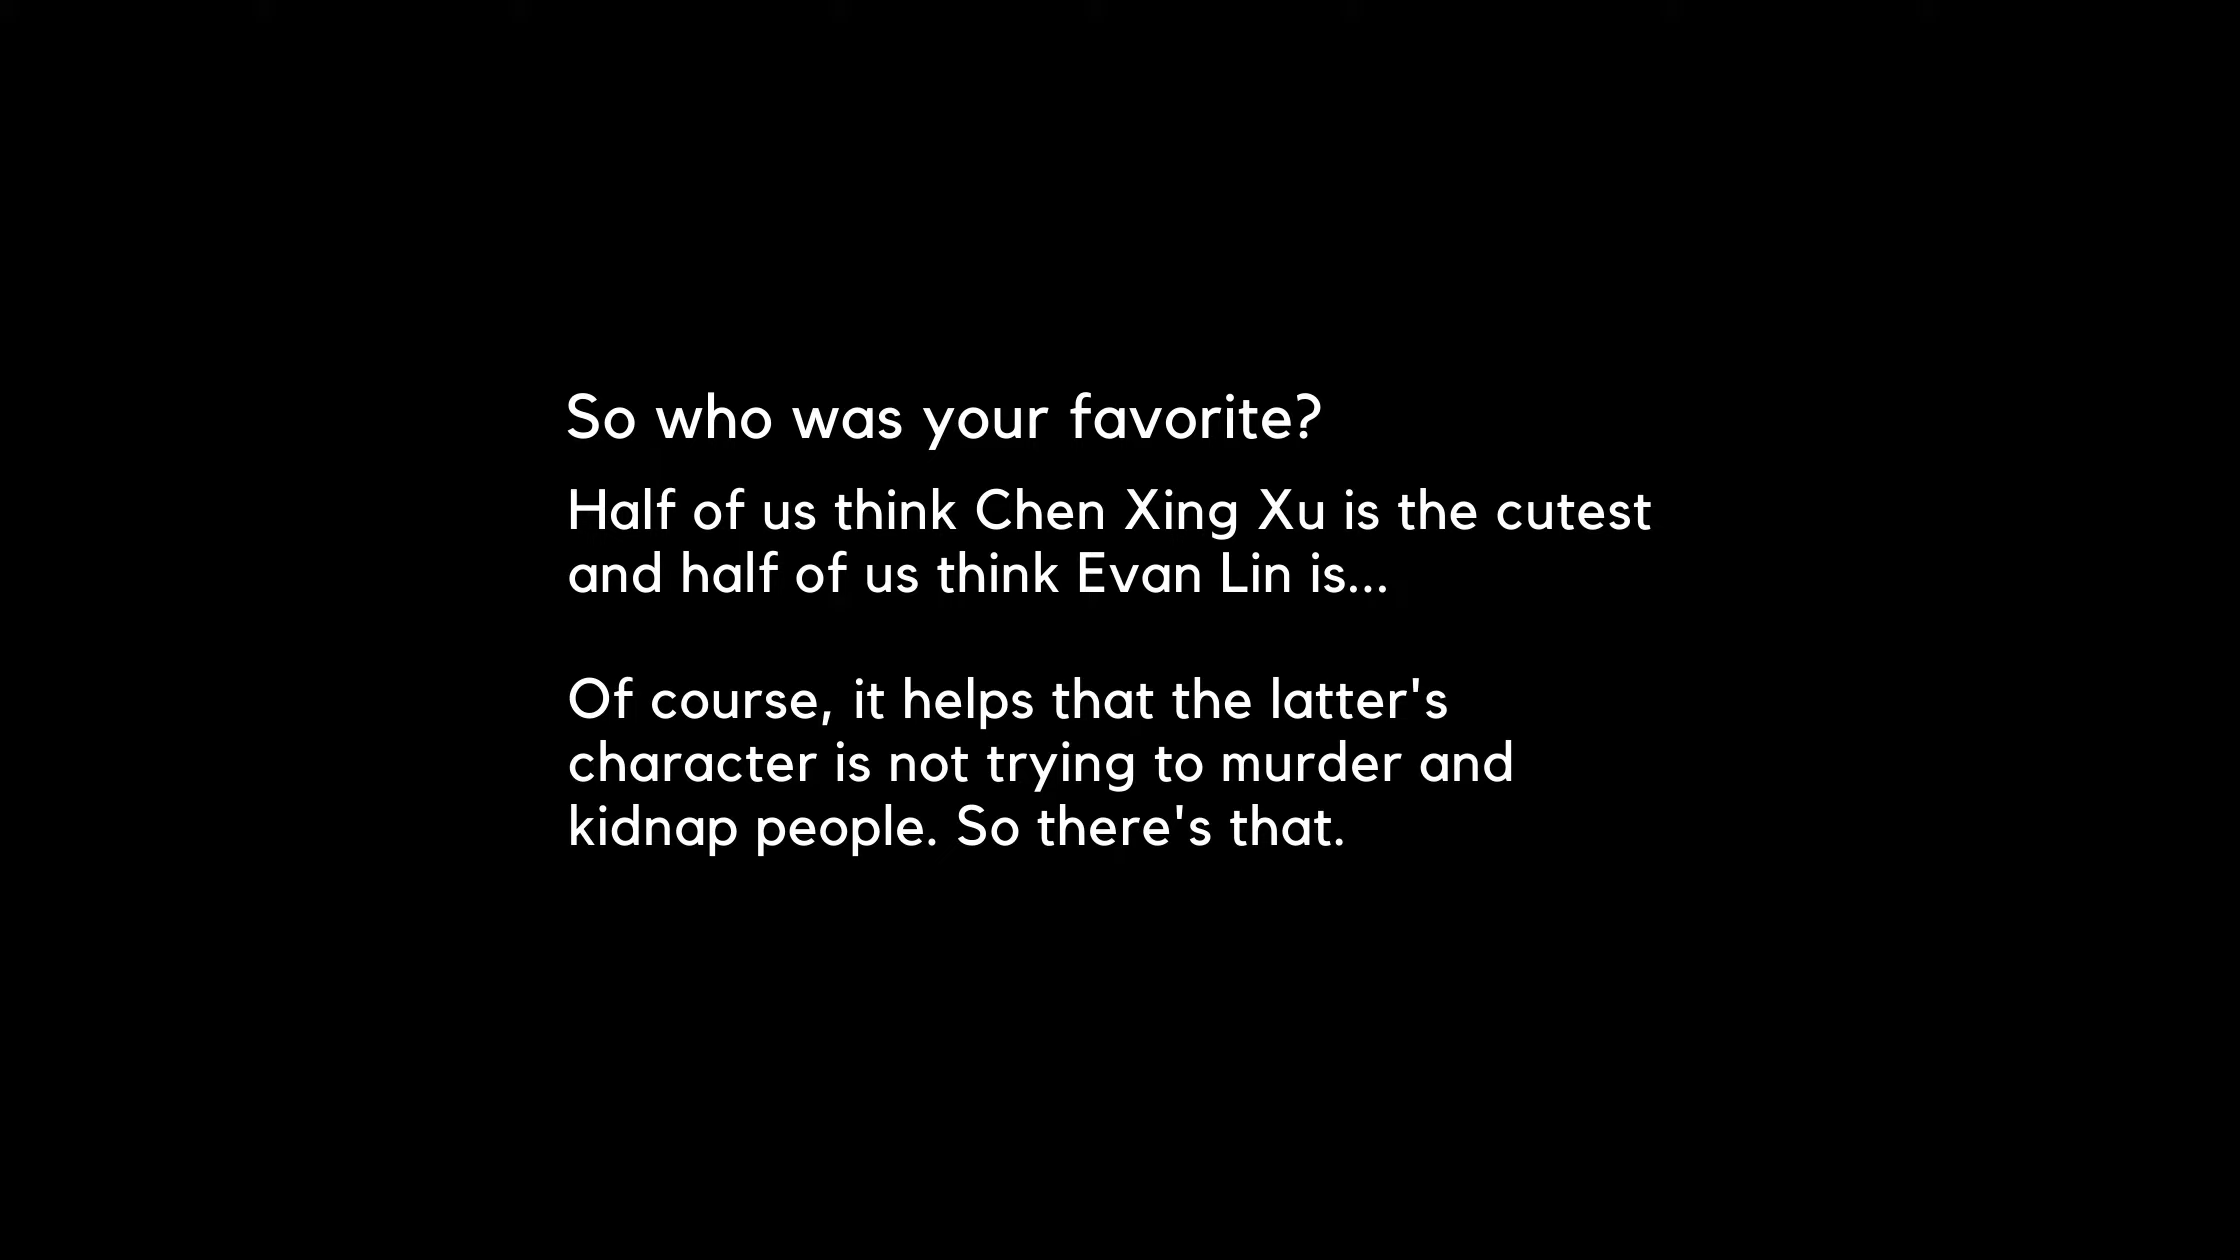 So who was your favorite?
Half of us think Chen Xing Xu is the cutest
and half of us think Evan Lin is...
Of course, it helps that the latter's
character is not trying to murder and
kidnap people. So there's that.